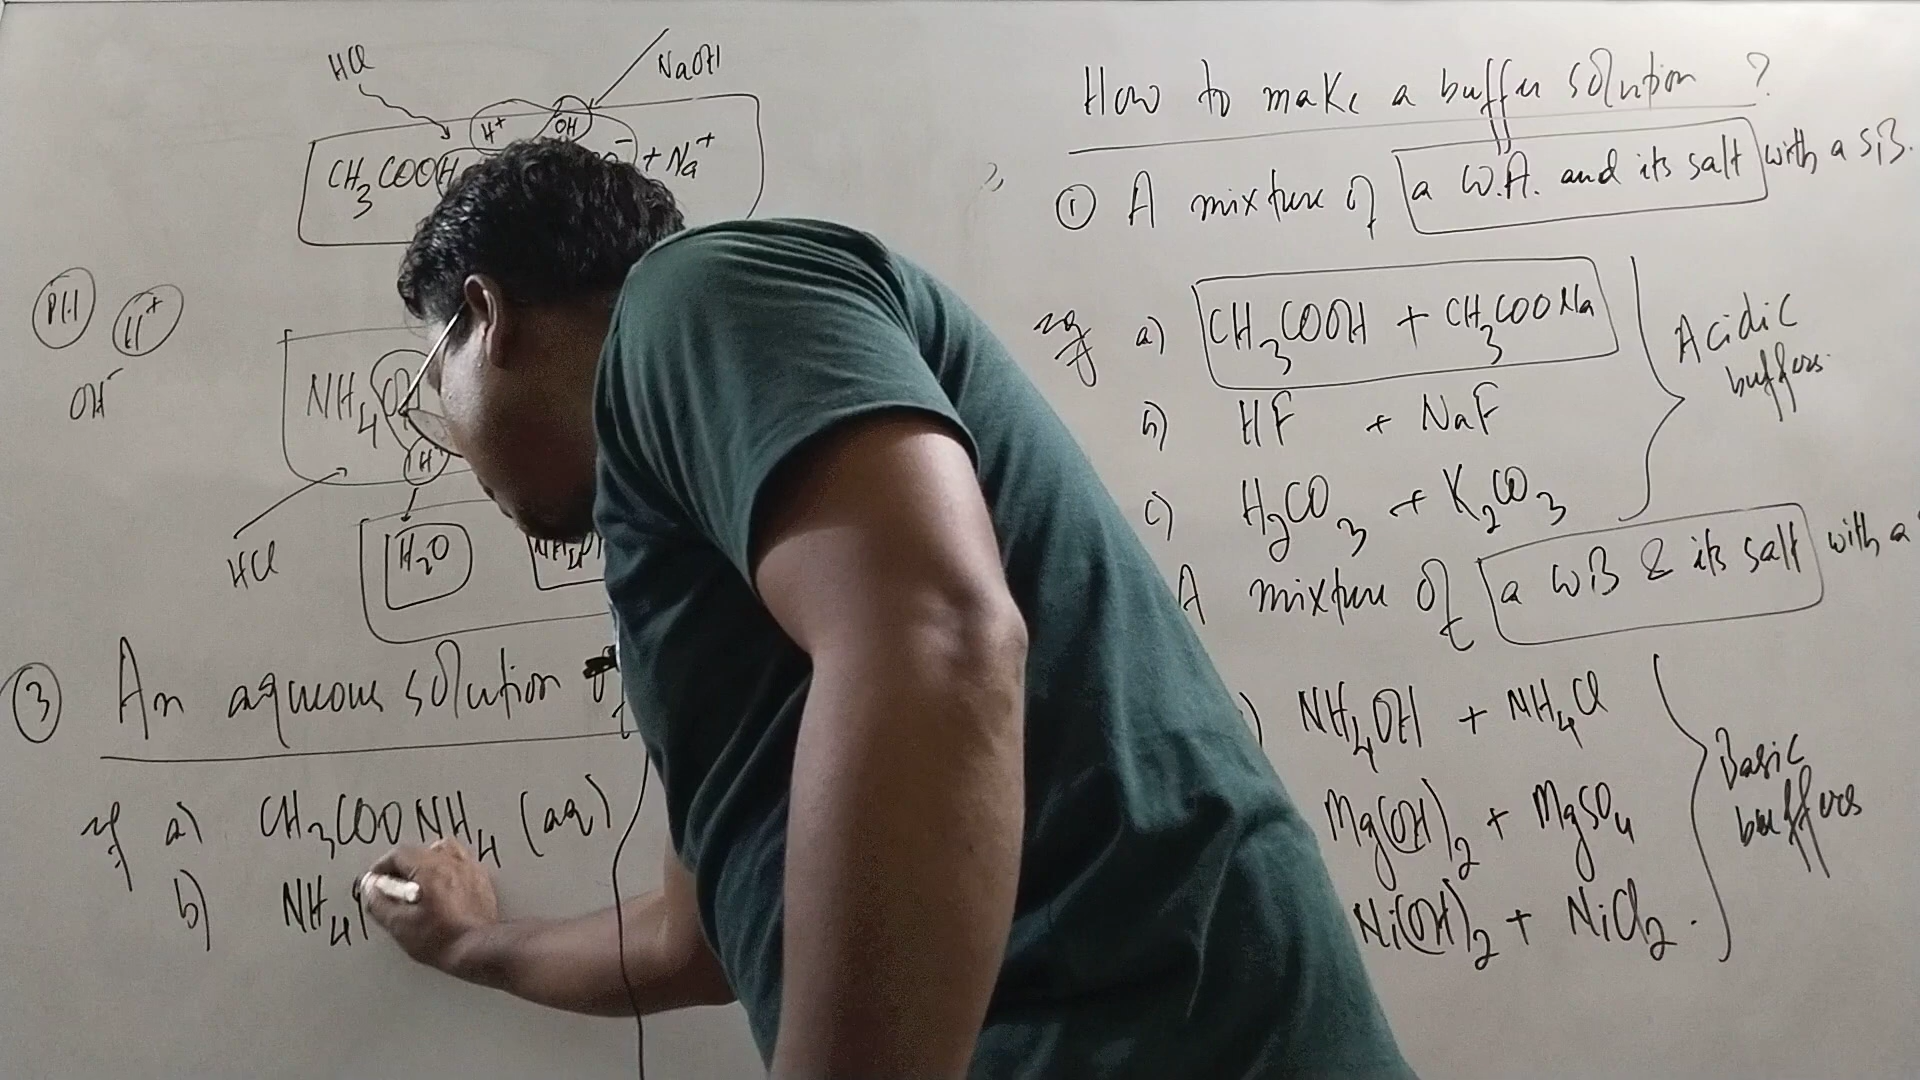 HCl
NaOH
H+ OH
CH3COOH + Na+
PH H+
OH-
NH4
H
HCl
H2O
③ An aqueous solution of
eg a) CH3COONH4 (aq)
b) NH4
How to make a buffer solution ?
① A mixture of a W.A. and its salt with a S.B.
eg a) CH3COOH + CH3COONa
b) HF + NaF
c) H2CO3 + K2CO3
Acidic
buffers.
A mixture of a WB & its salt with a
NH4OH + NH4Cl
Mg(OH)2 + MgSO4
Ni(OH)2 + NiCl2.
Basic
buffers